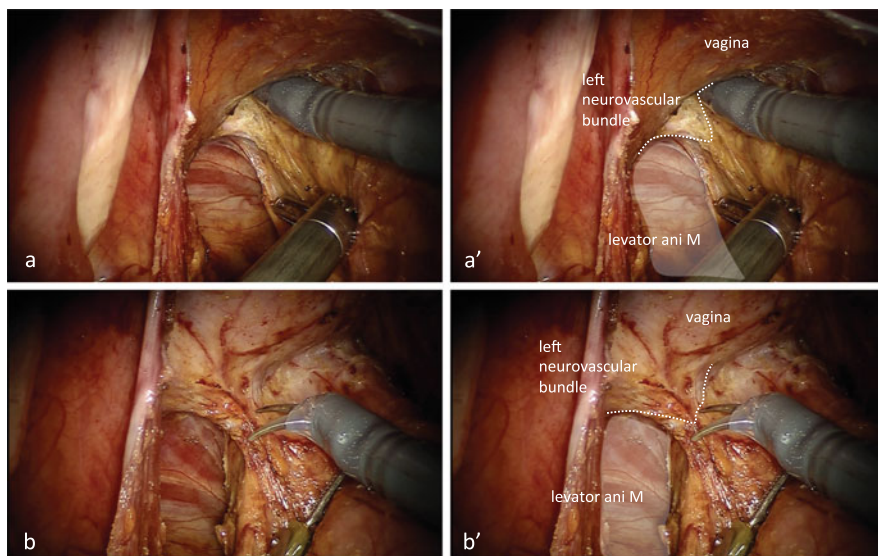 a
vagina
left
neurovascular
bundle
levator ani M
a’
b
vagina
left
neurovascular
bundle
levator ani M
b’